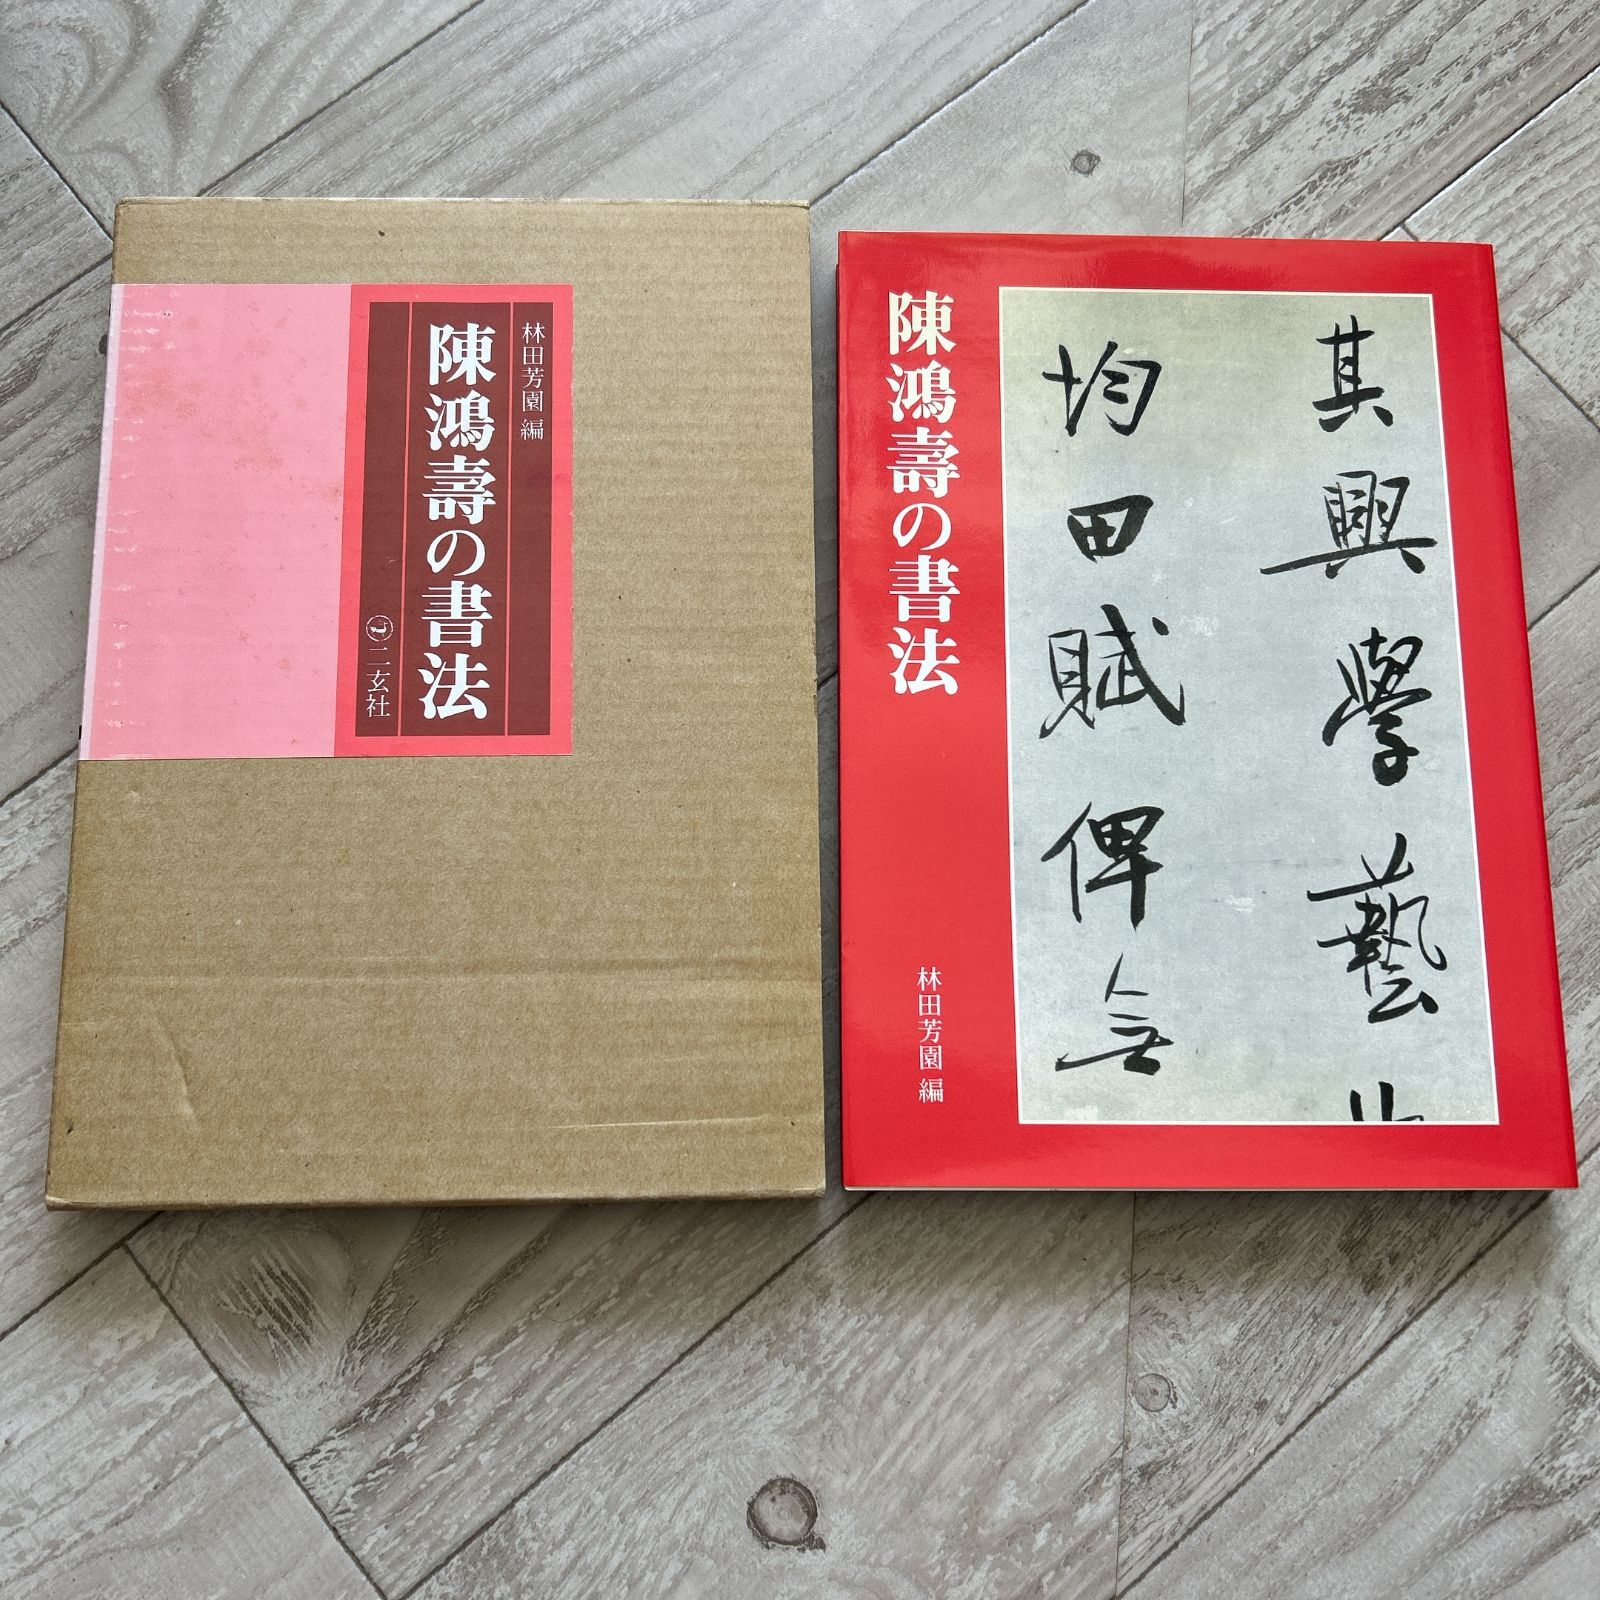 林田芳園 編
陳鴻壽の書法
二玄社
陳鴻壽の書法
其興學藝
均田賦俾無
林田芳園 編